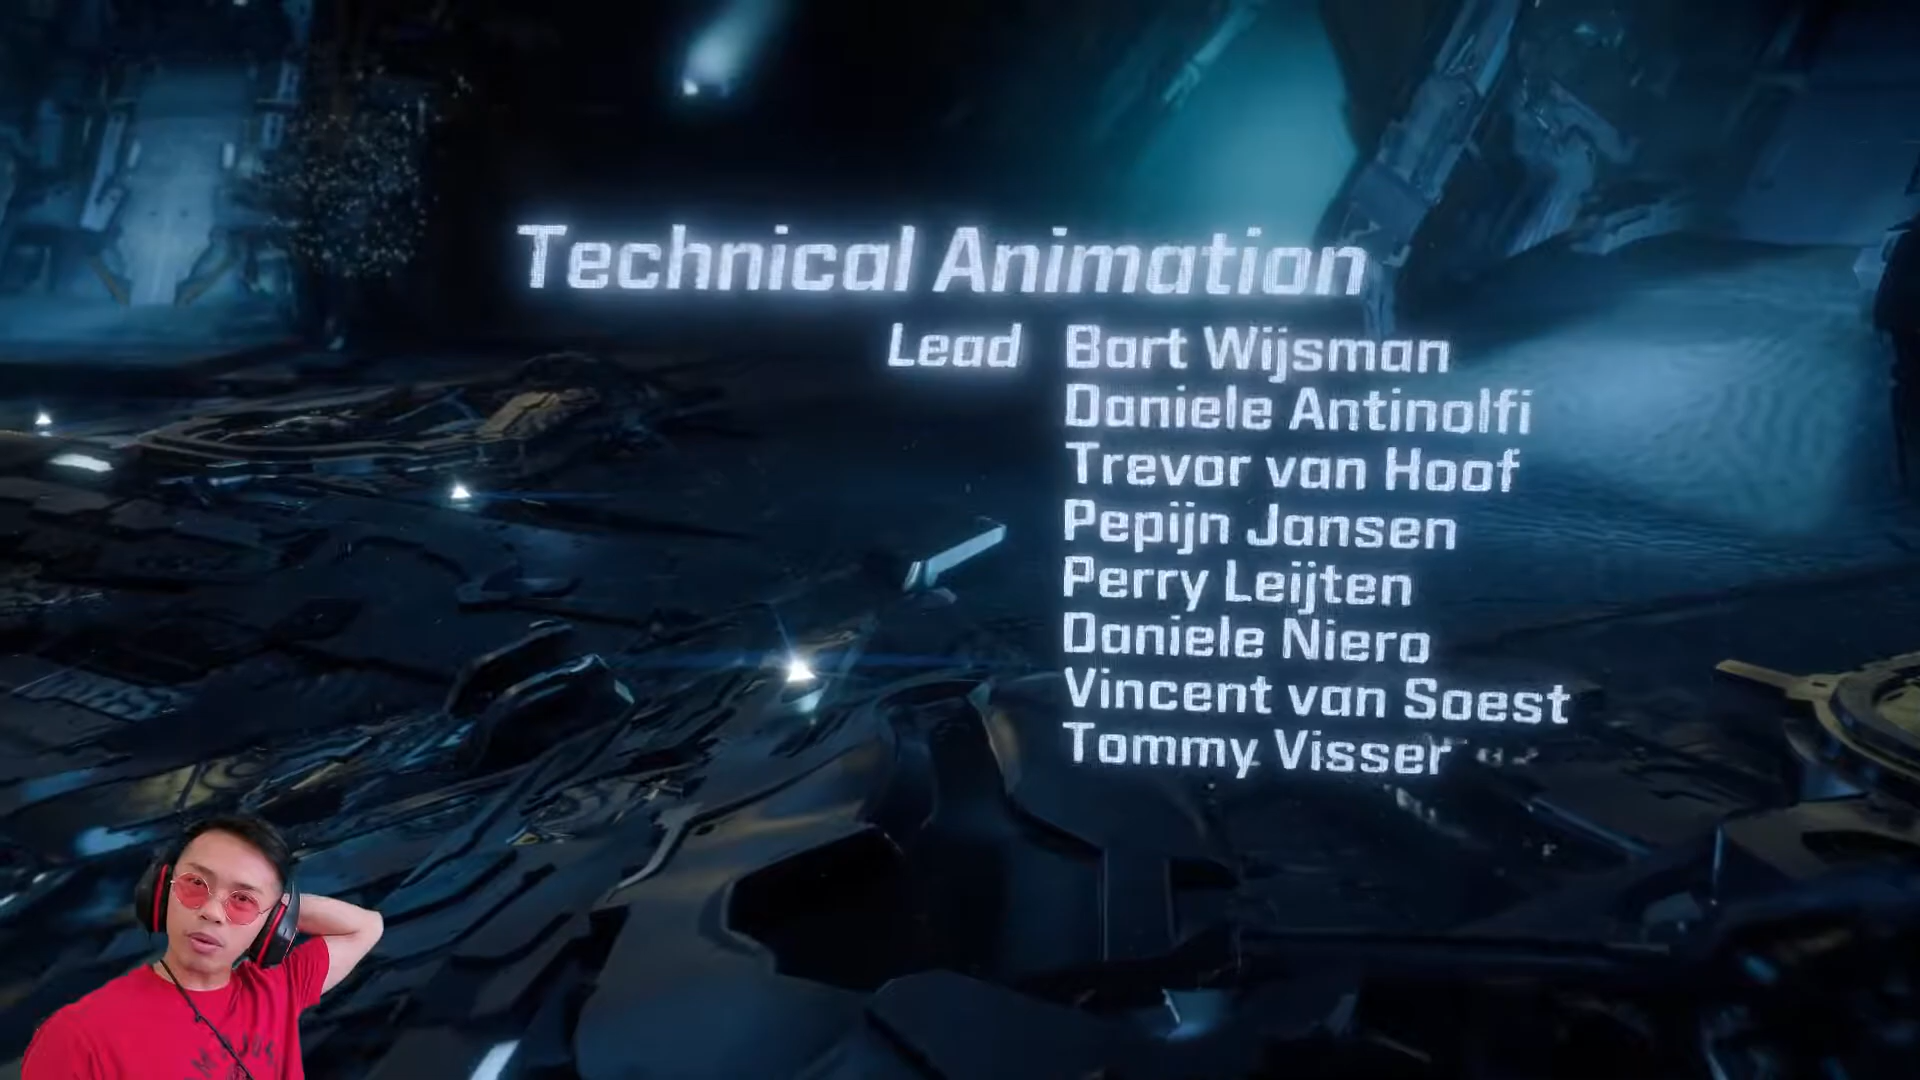 Technical Animation
Lead Bart Wijsman
Daniele Antinolfi
Trevor van Hoof
Pepijn Jansen
Perry Leijten
Daniele Niero
Vincent van Soest
Tommy Visser